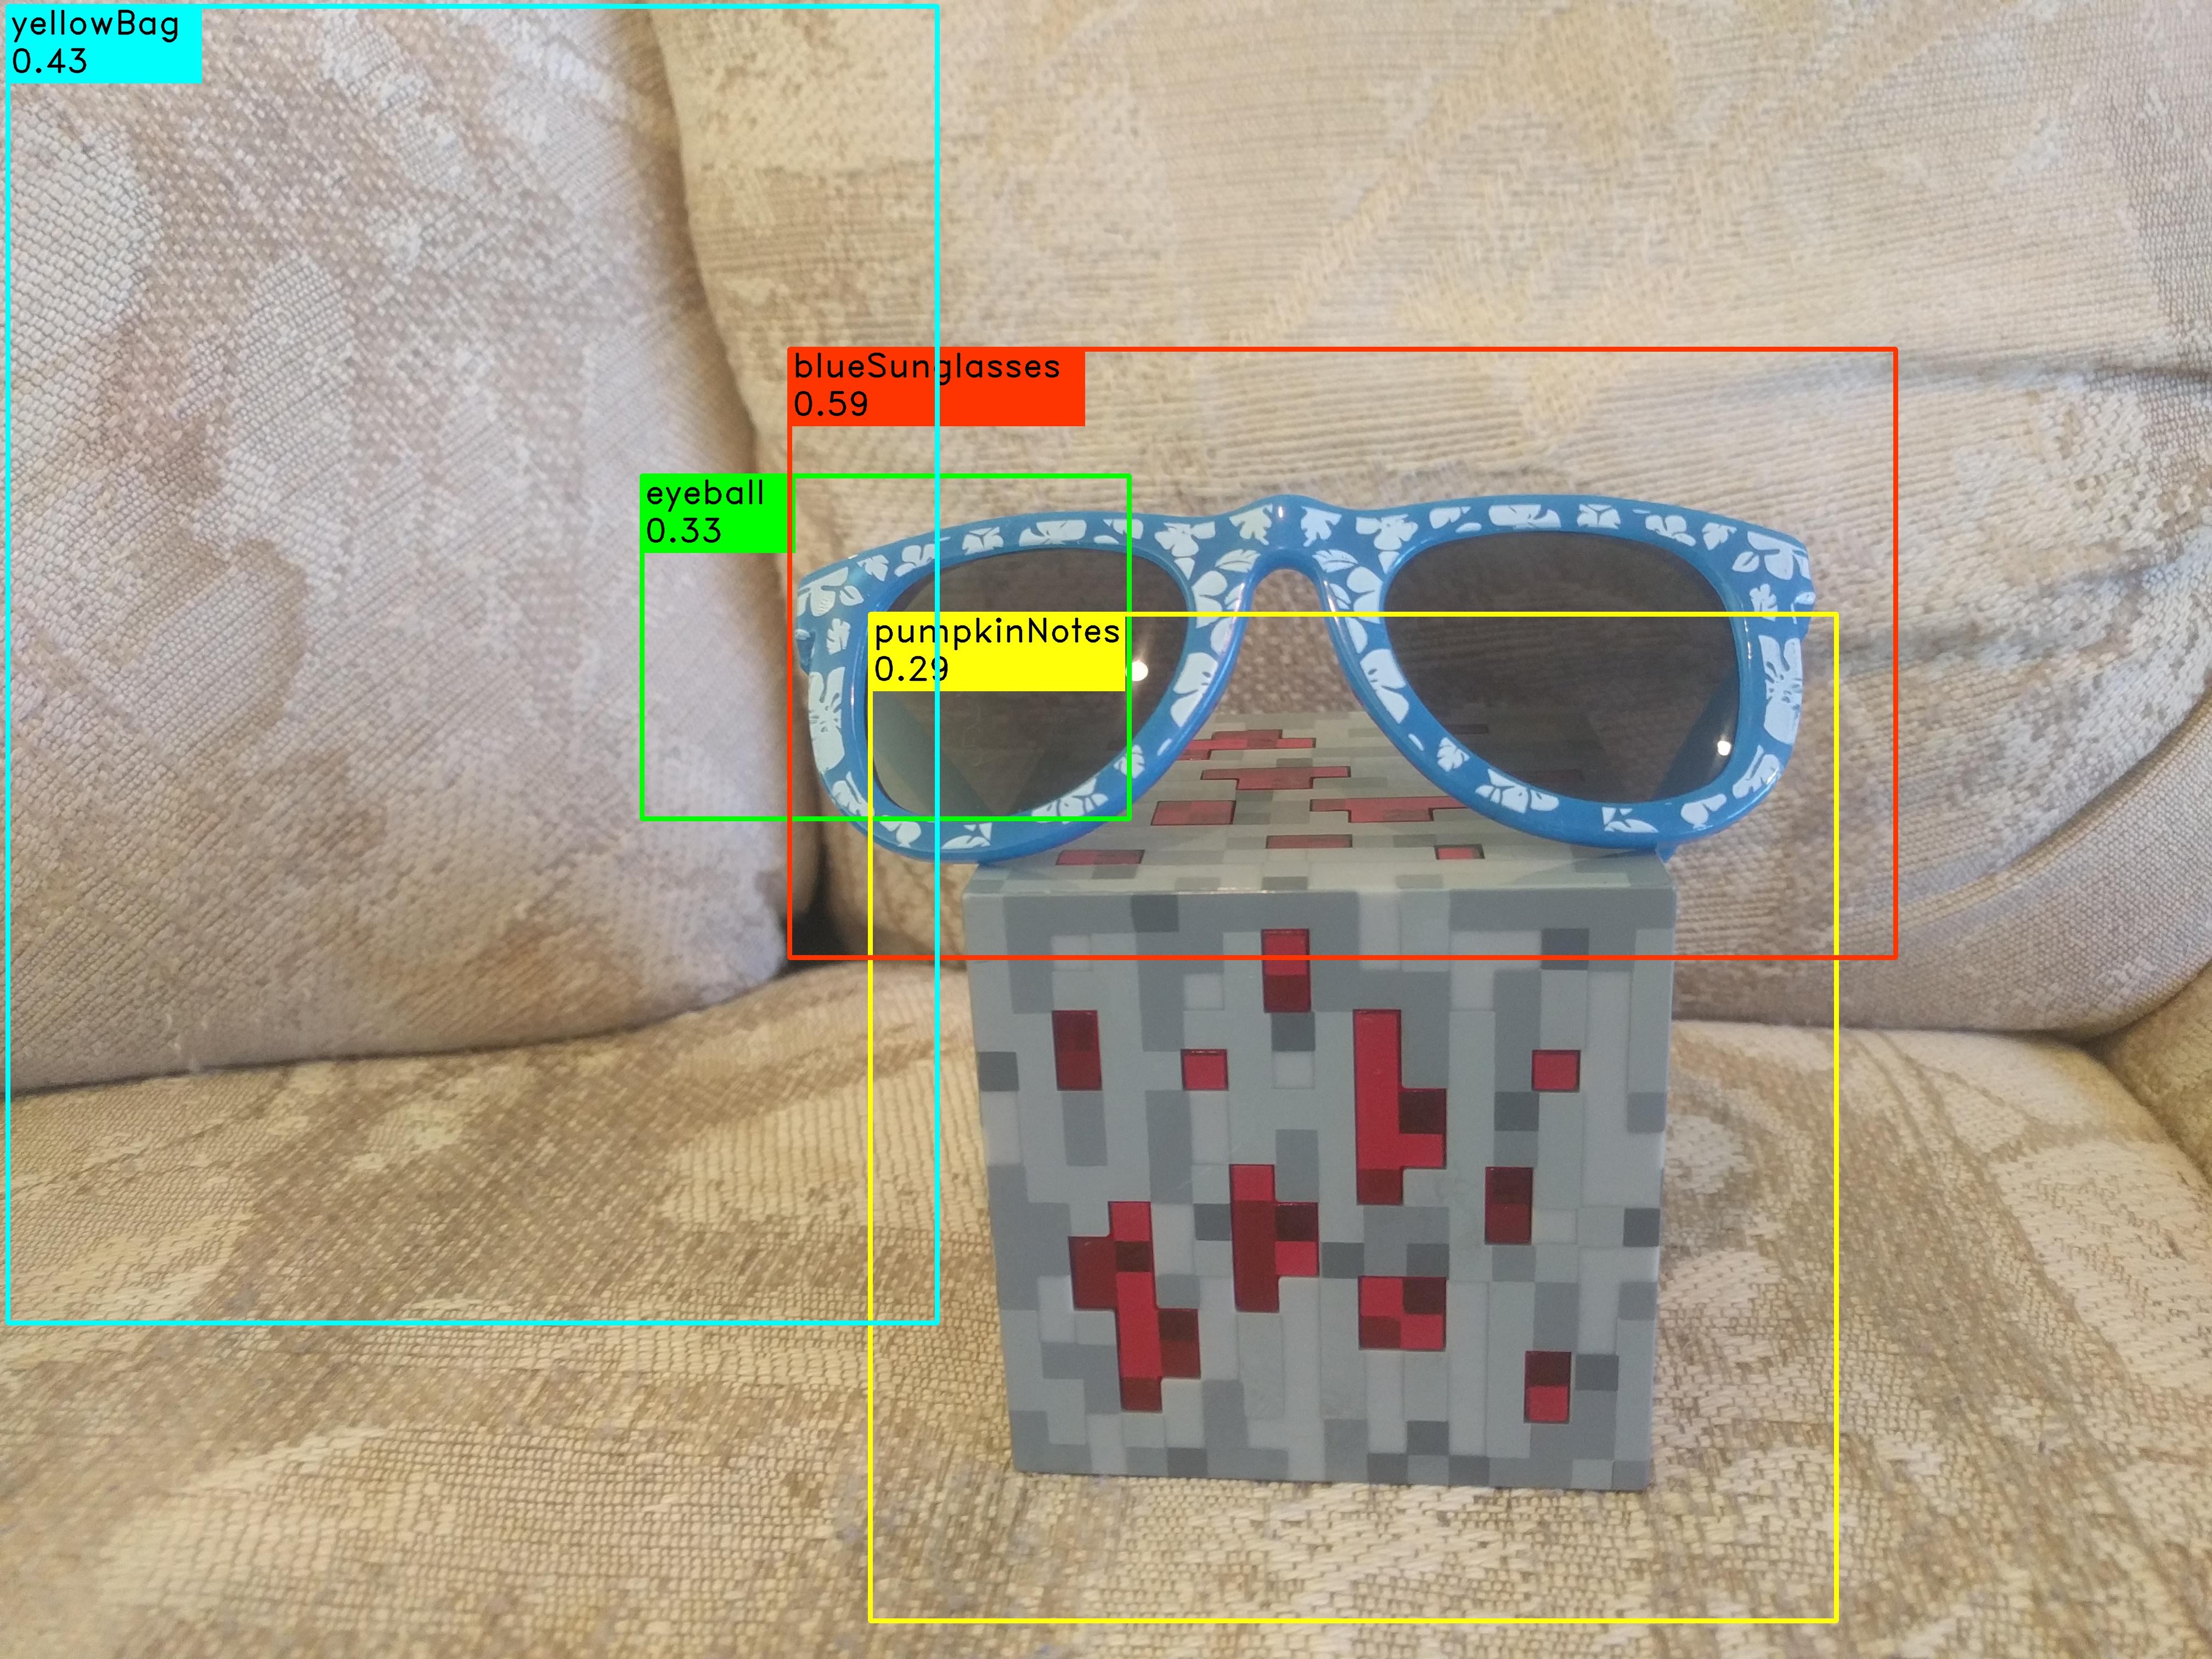 yellowBag
0.43
blueSunglasses
0.59
eyeball
0.33
pumpkinNotes
0.29